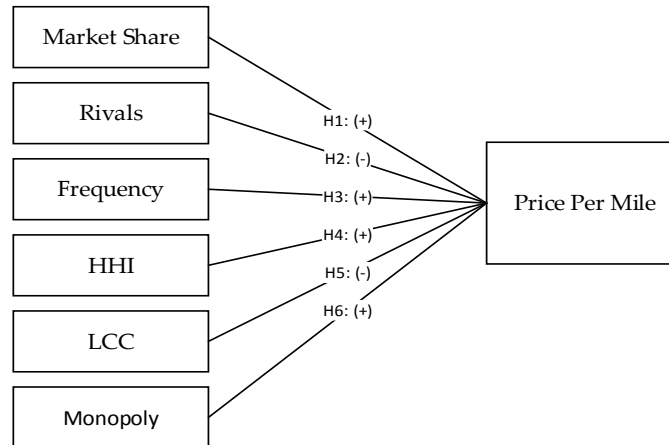 Market Share
Rivals
Frequency
HHI
LCC
Monopoly
H1: (+)
H2: (-)
H3: (+)
H4: (+)
H5: (-)
H6: (+)
Price Per Mile